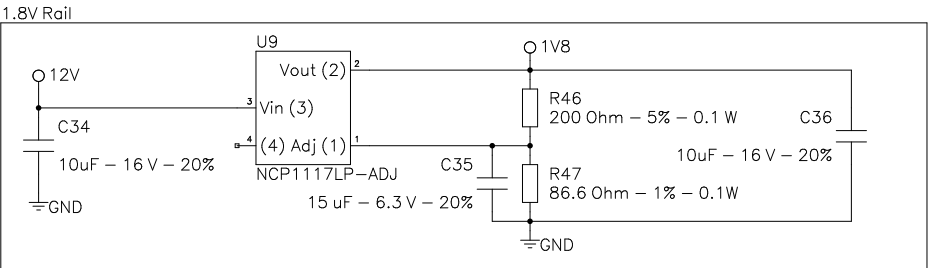 1.8V Rail
U9
1V8
12V
Vout (2)
2
3
Vin (3)
R46
200 Ohm – 5% – 0.1 W
C34
C36
4
(4) Adj (1)
1
10uF – 16 V – 20%
C35
10uF – 16V – 20%
NCP1117LP-ADJ
R47
86.6 Ohm – 1% – 0.1W
15 uF – 6.3 V – 20%
GND
GND